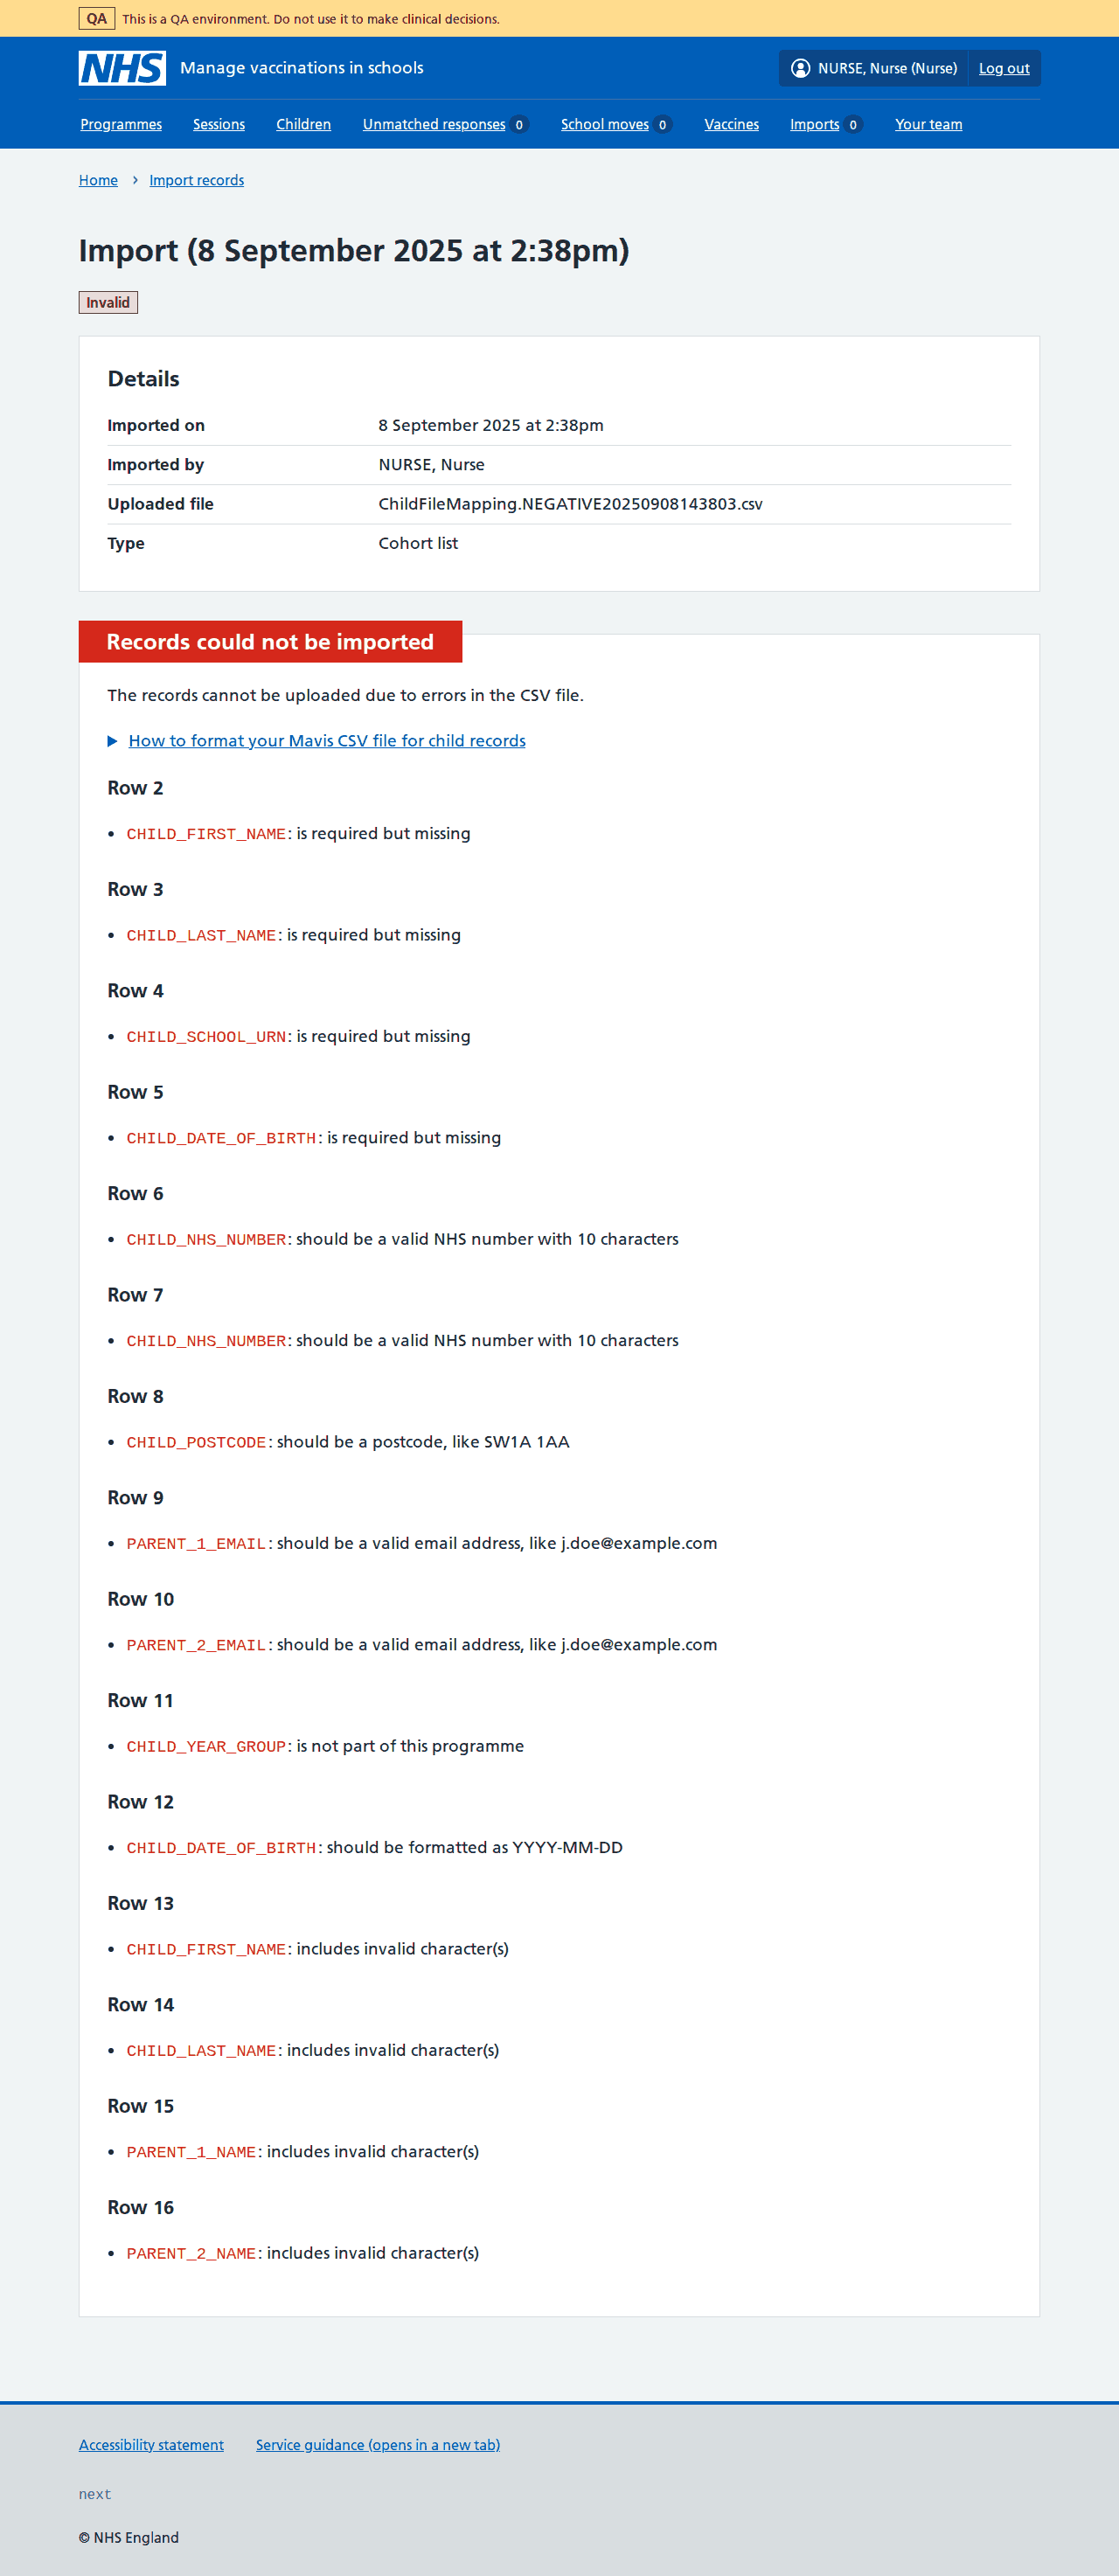 QA This is a QA environment. Do not use it to make clinical decisions.
NHS Manage vaccinations in schools NURSE, Nurse (Nurse) Log out
Programmes Sessions Children Unmatched responses 0 School moves 0 Vaccines Imports 0 Your team
Home › Import records
Import (8 September 2025 at 2:38pm)
Invalid
Details
Imported on 8 September 2025 at 2:38pm
Imported by NURSE, Nurse
Uploaded file ChildFileMapping.NEGATIVE20250908143803.csv
Type Cohort list
Records could not be imported
The records cannot be uploaded due to errors in the CSV file.
How to format your Mavis CSV file for child records
Row 2
• CHILD_FIRST_NAME: is required but missing
Row 3
• CHILD_LAST_NAME: is required but missing
Row 4
• CHILD_SCHOOL_URN: is required but missing
Row 5
• CHILD_DATE_OF_BIRTH: is required but missing
Row 6
• CHILD_NHS_NUMBER: should be a valid NHS number with 10 characters
Row 7
• CHILD_NHS_NUMBER: should be a valid NHS number with 10 characters
Row 8
• CHILD_POSTCODE: should be a postcode, like SW1A 1AA
Row 9
• PARENT_1_EMAIL: should be a valid email address, like j.doe@example.com
Row 10
• PARENT_2_EMAIL: should be a valid email address, like j.doe@example.com
Row 11
• CHILD_YEAR_GROUP: is not part of this programme
Row 12
• CHILD_DATE_OF_BIRTH: should be formatted as YYYY-MM-DD
Row 13
• CHILD_FIRST_NAME: includes invalid character(s)
Row 14
• CHILD_LAST_NAME: includes invalid character(s)
Row 15
• PARENT_1_NAME: includes invalid character(s)
Row 16
• PARENT_2_NAME: includes invalid character(s)
Accessibility statement Service guidance (opens in a new tab)
next
© NHS England